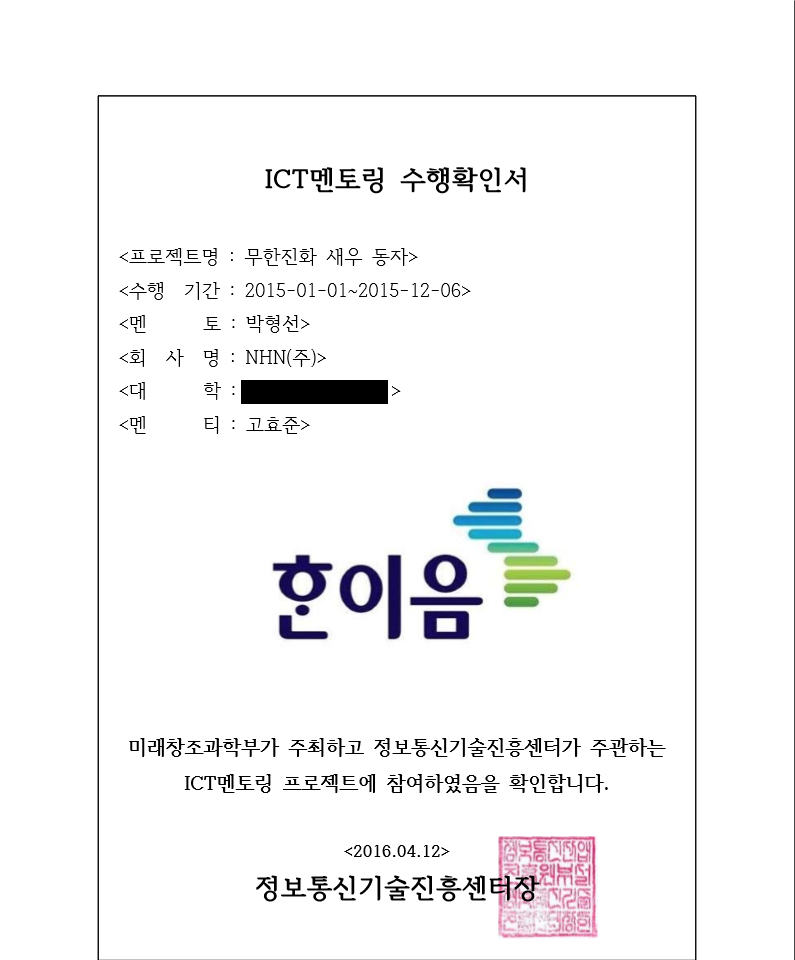 ICT멘토링 수행확인서
<프로젝트명 : 무한진화 새우 동자>
<수행 기간 : 2015-01-01~2015-12-06>
<멘 토 : 박형선>
<회 사 명 : NHN(주)>
<대 학 : >
<멘 티 : 고효준>
한이음
미래창조과학부가 주최하고 정보통신기술진흥센터가 주관하는
ICT멘토링 프로젝트에 참여하였음을 확인합니다.
<2016.04.12>
정보통신기술진흥센터장